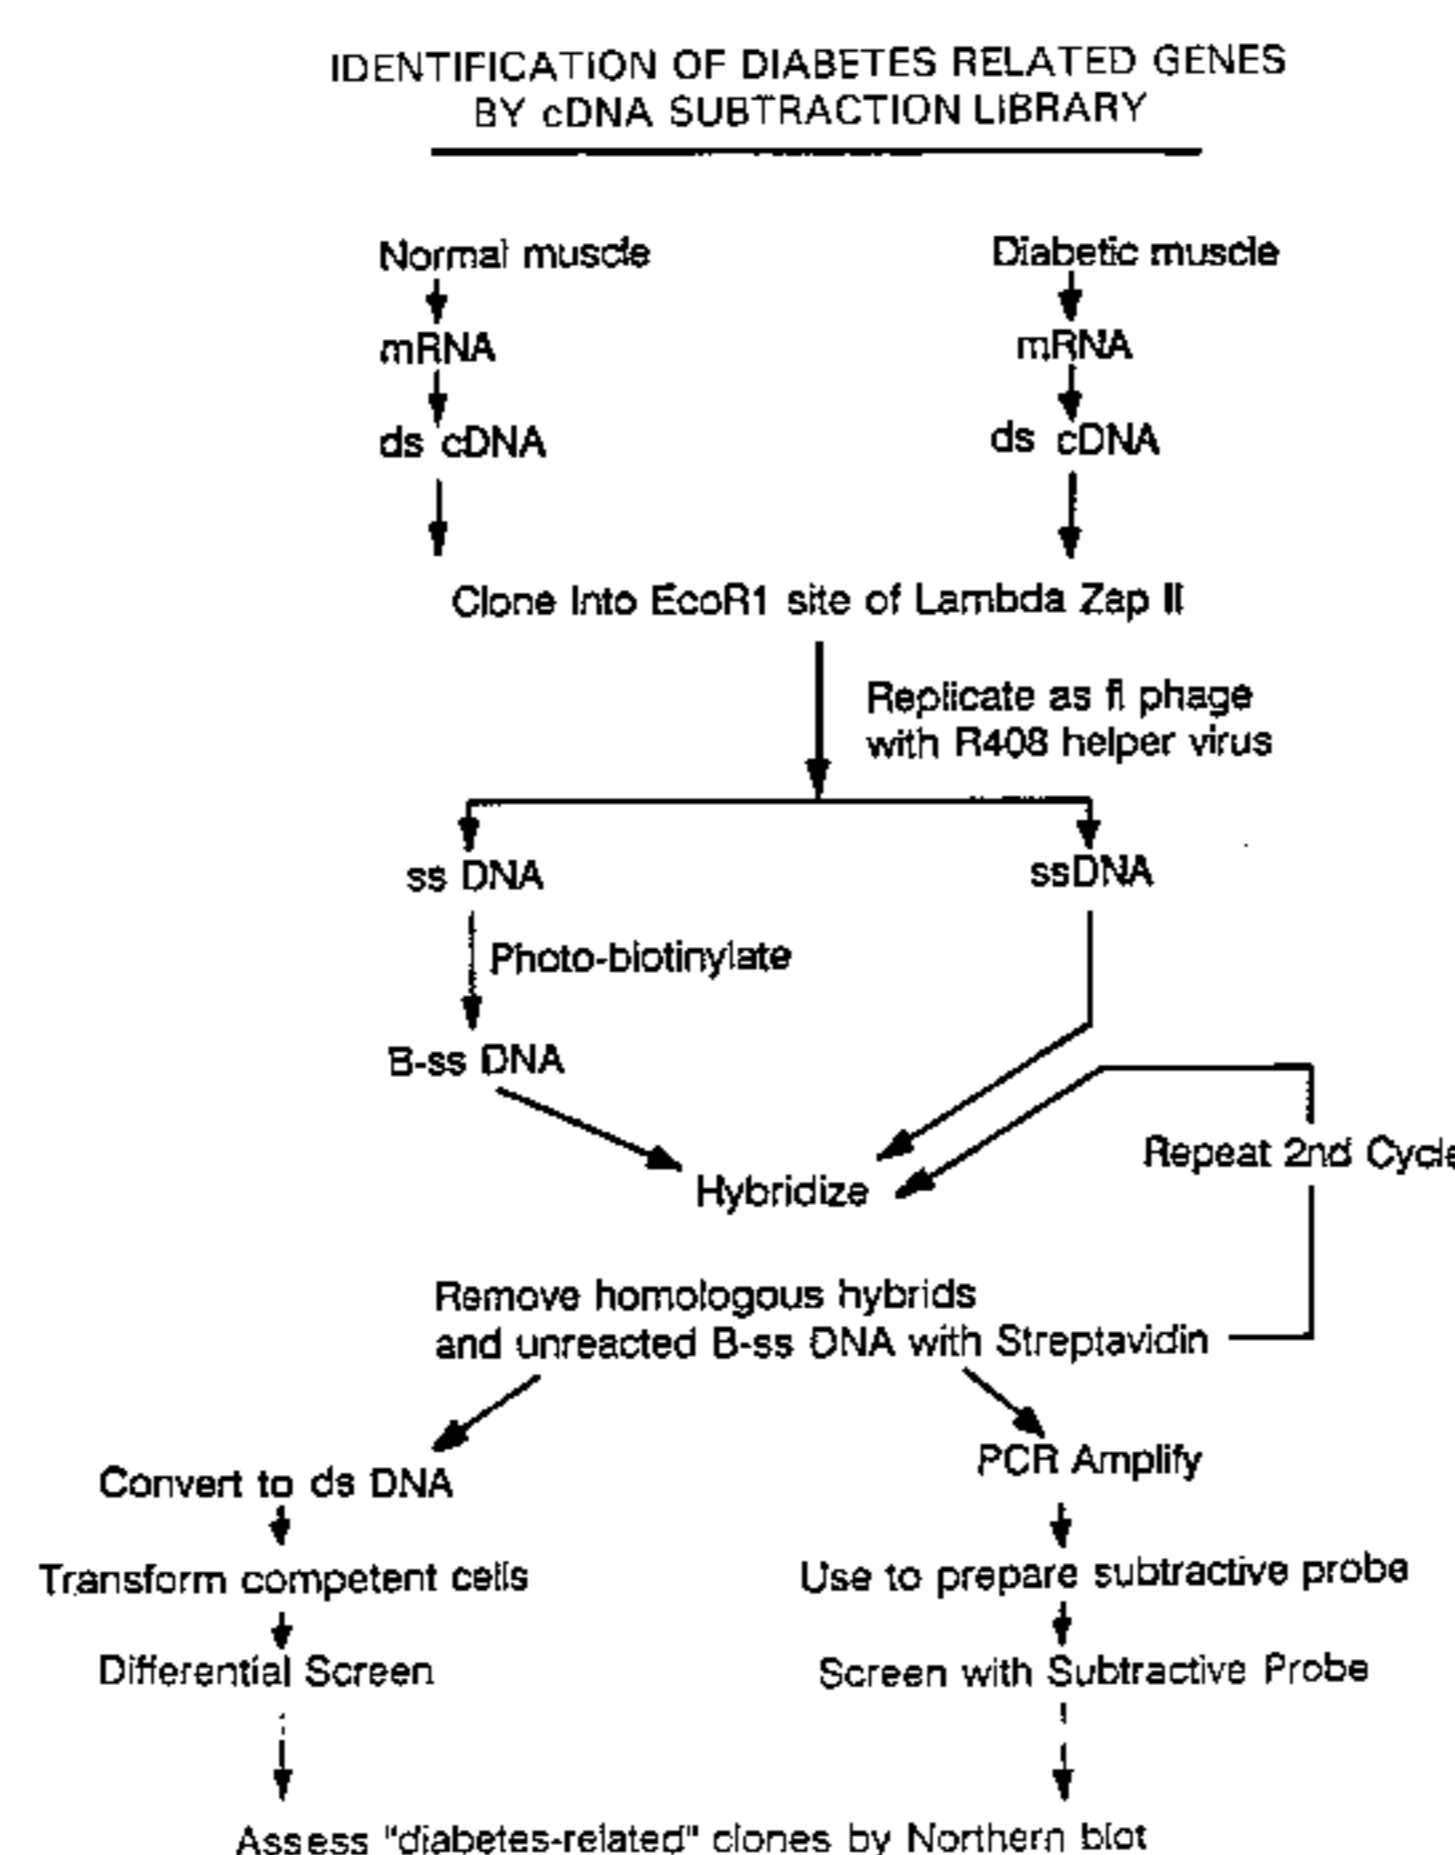 IDENTIFICATION OF DIABETES RELATED GENES
BY cDNA SUBTRACTION LIBRARY
Normal muscle
Diabetic muscle
mRNA
mRNA
ds cDNA
ds cDNA
Clone Into EcoR1 site of Lambda Zap II
Replicate as fl phage
with R408 helper virus
ss DNA
ssDNA
Photo-biotinylate
B-ss DNA
Repeat 2nd Cycle
Hybridize
Remove homologous hybrids
and unreacted B-ss DNA with Streptavidin
PCR Amplify
Convert to ds DNA
Transform competent cells
Use to prepare subtractive probe
Differential Screen
Screen with Subtractive Probe
Assess "diabetes-related" clones by Northern blot